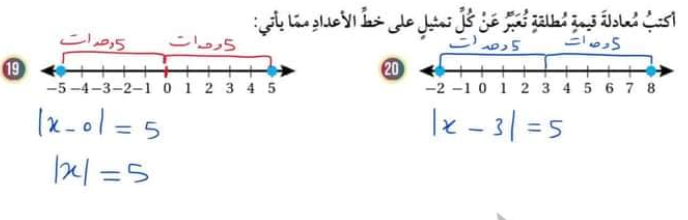 أكتبُ مُعادلةَ قيمةٍ مُطلقةٍ تُعَبِّرُ عَنْ كُلِّ تمثيلٍ على خطِّ الأعدادِ ممّا يأتي:
5 وحدات 5 وحدات
19
-5 -4 -3 -2 -1 0 1 2 3 4 5
|x - 0| = 5
|x| = 5
5 وحدات 5 وحدات
20
-2 -1 0 1 2 3 4 5 6 7 8
|x - 3| = 5